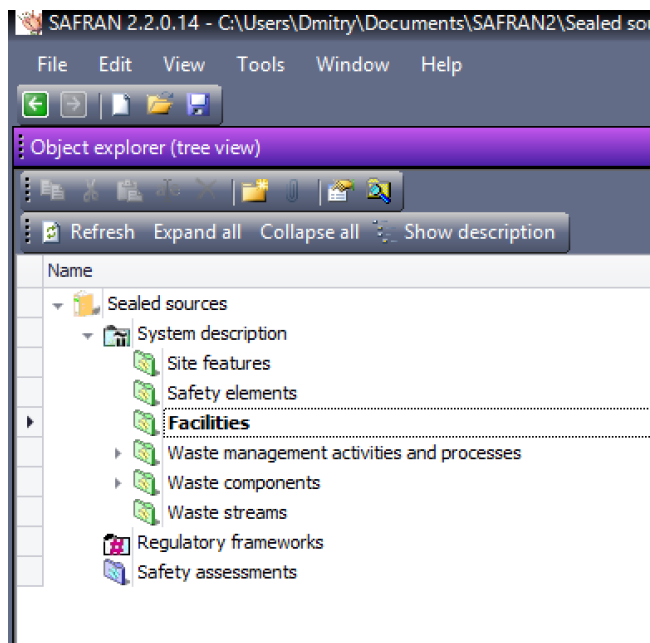 SAFRAN 2.2.0.14 - C:\Users\Dmitry\Documents\SAFRAN2\Sealed sou
File Edit View Tools Window Help
Object explorer (tree view)
Refresh Expand all Collapse all Show description
Name
Sealed sources
System description
Site features
Safety elements
Facilities
Waste management activities and processes
Waste components
Waste streams
Regulatory frameworks
Safety assessments